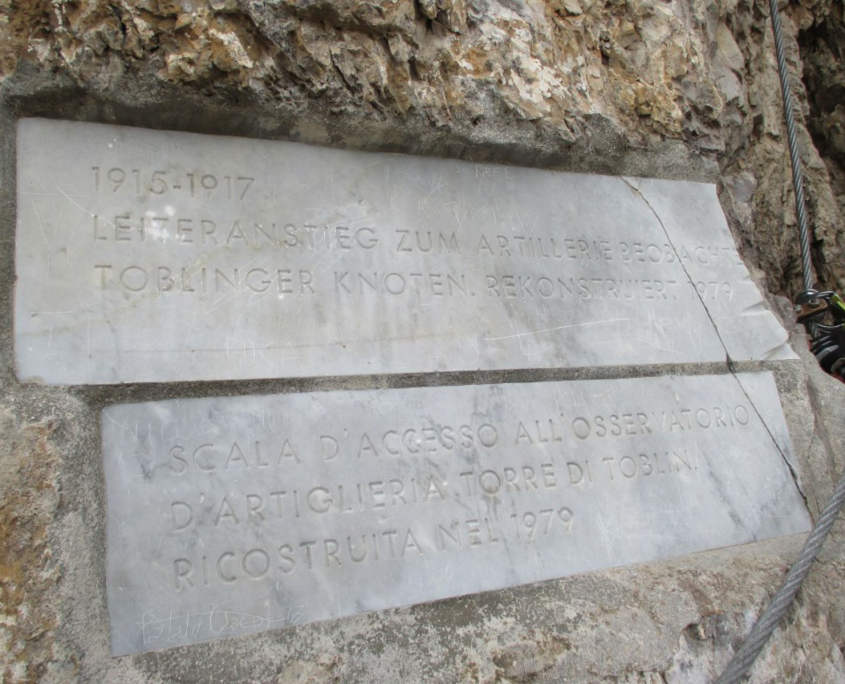 1915-1917
LEITERANSTIEG ZUM ARTILLERIE BEOBACHTE
TOBLINGER KNOTEN. REKONSTRUIERT 1979
SCALA D'ACCESSO ALL'OSSERVATORIO
D'ARTIGLIERIA TORRE DI TOBLIN.
RICOSTRUITA NEL 1979